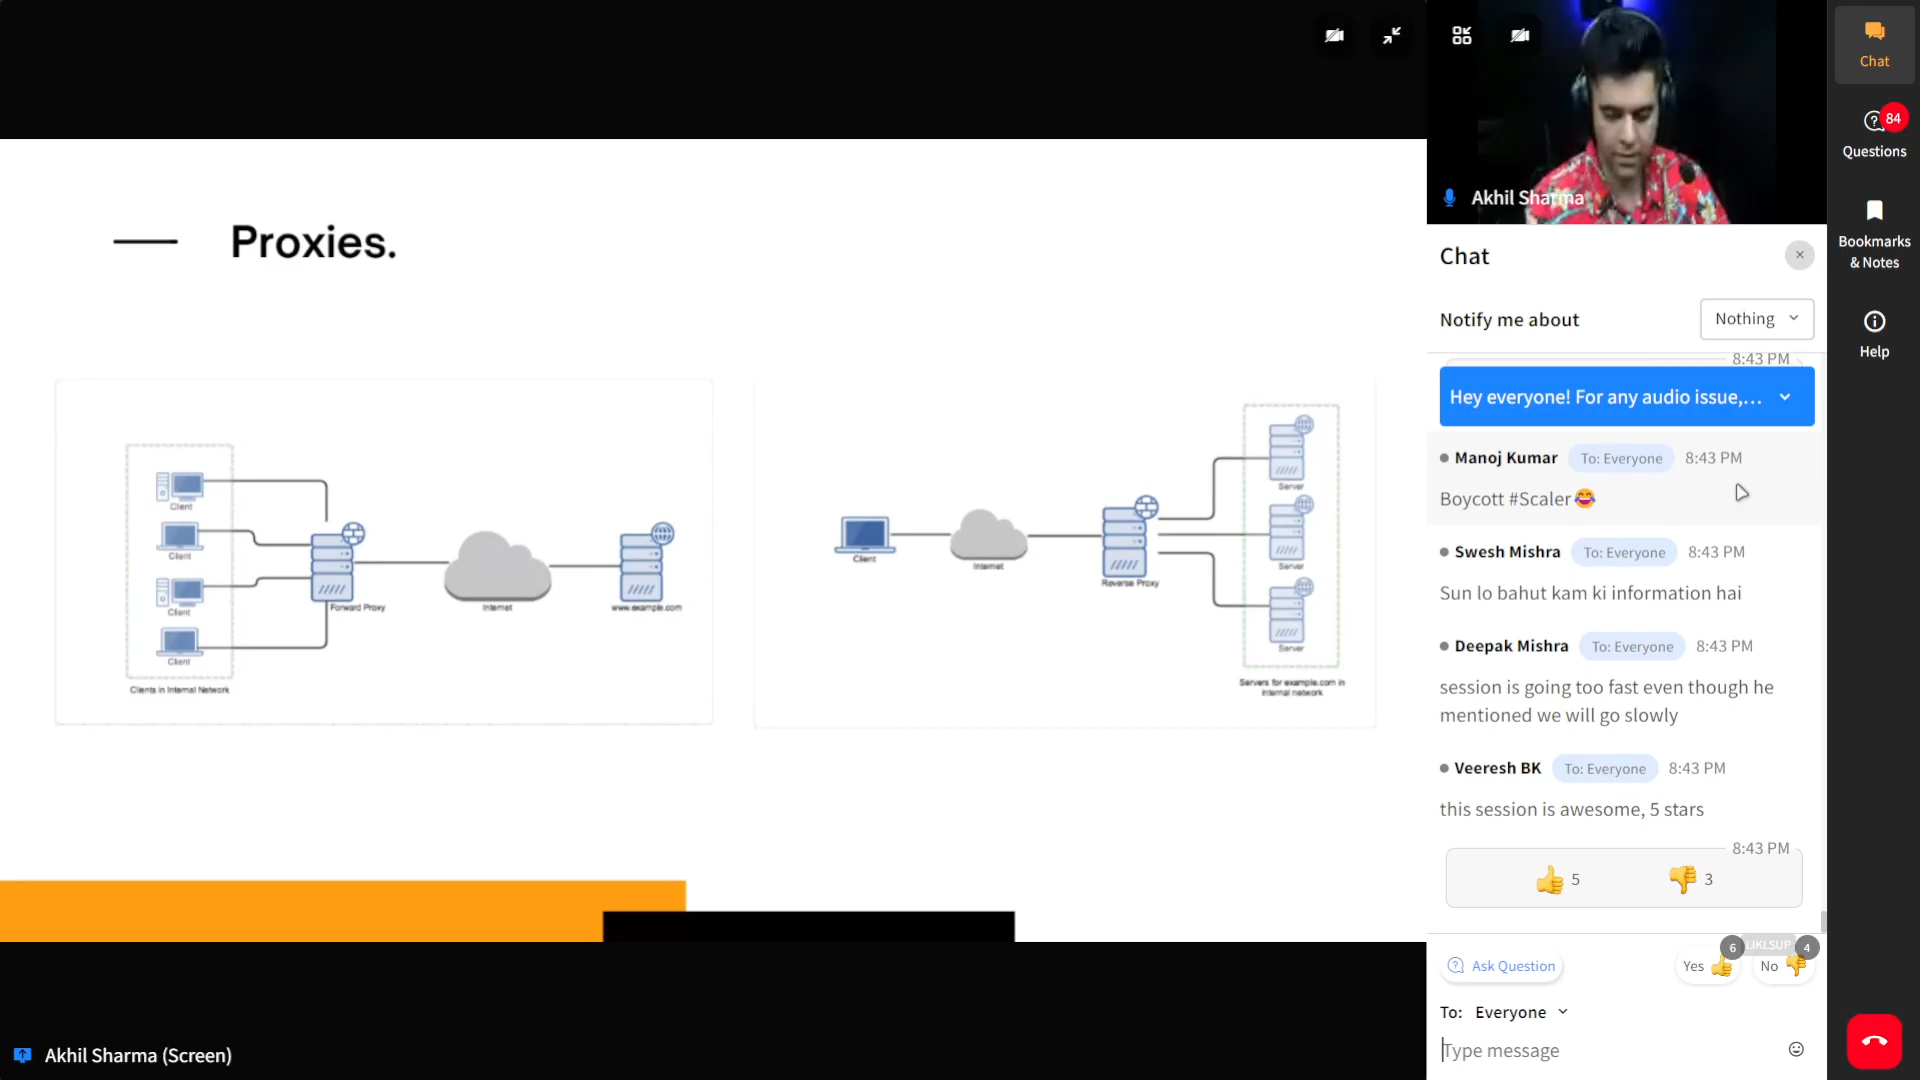 Proxies.
Client
Client
Client
Client
Forward Proxy
Internet
www.example.com
Clients in Internal Network
Client
Internet
Reverse Proxy
Server
Server
Server
Servers for example.com in
internal network
Akhil Sharma (Screen)
Akhil Sharma
Chat
Notify me about
Nothing
8:43 PM
Hey everyone! For any audio issue,...
Manoj Kumar To: Everyone 8:43 PM
Boycott #Scaler😂
Swesh Mishra To: Everyone 8:43 PM
Sun lo bahut kam ki information hai
Deepak Mishra To: Everyone 8:43 PM
session is going too fast even though he
mentioned we will go slowly
Veeresh BK To: Everyone 8:43 PM
this session is awesome, 5 stars
8:43 PM
👍 5 👎 3
6 LIKLSUP 4
Ask Question Yes 👍 No 👎
To: Everyone
Type message
Chat
84
Questions
Bookmarks
& Notes
Help